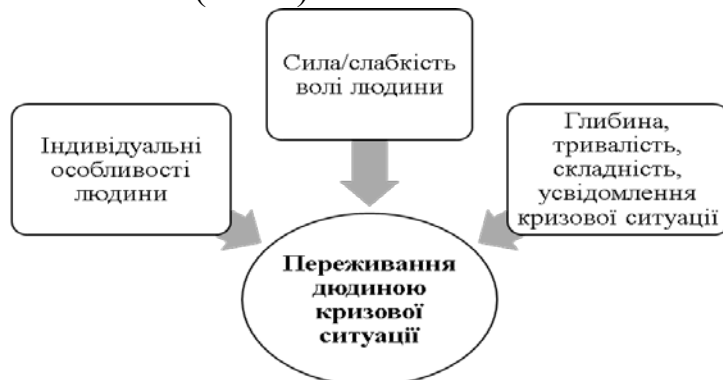 Сила/слабкість
волі людини
Індивідуальні
особливості
людини
Глибина,
тривалість,
складність,
усвідомлення
кризової ситуації
Переживання
дюдиною
кризової
ситуації